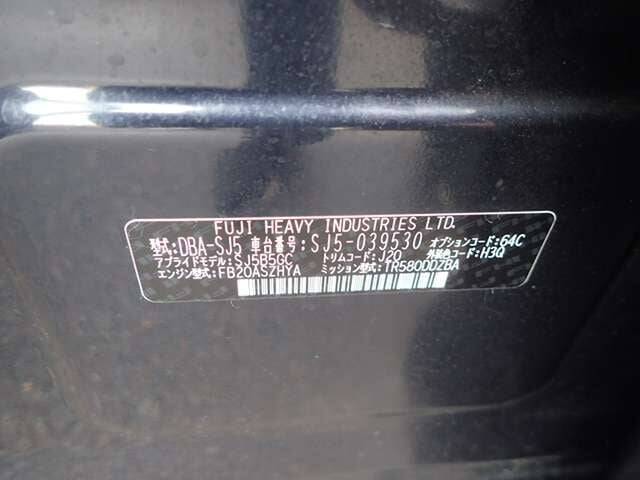 FUJI HEAVY INDUSTRIES LTD.
型式:DBA-SJ5 車台番号:SJ5-039530 オプションコード:64C
アプライドモデル:SJ5B5GC トリムコード:J20 外装色コード:H3Q
エンジン型式:FB20ASZHYA ミッション型式:TR580DDZBA